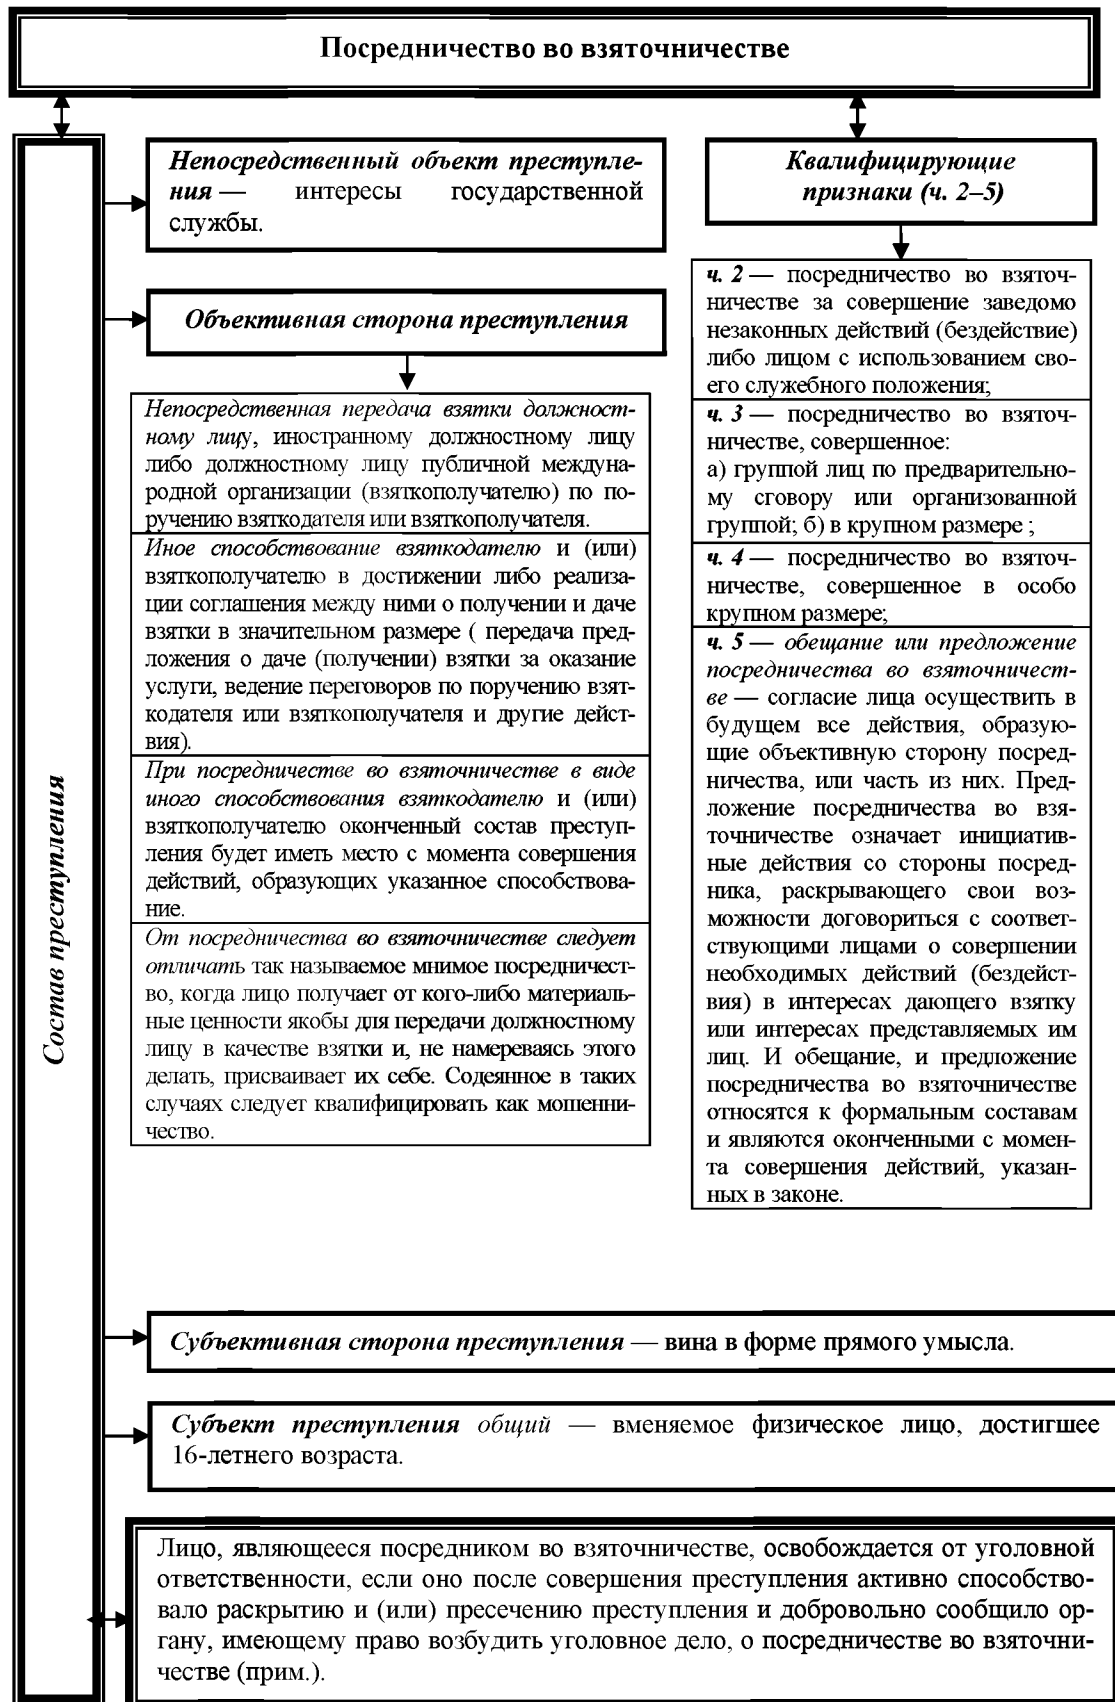 Посредничество во взяточничестве
Состав преступления
Непосредственный объект преступле-
ния — интересы государственной
службы.
Объективная сторона преступления
Непосредственная передача взятки должност-
ному лицу, иностранному должностному лицу
либо должностному лицу публичной междуна-
родной организации (взяткополучателю) по по-
ручению взяткодателя или взяткополучателя.
Иное способствование взяткодателю и (или)
взяткополучателю в достижении либо реализа-
ции соглашения между ними о получении и даче
взятки в значительном размере ( передача пред-
ложения о даче (получении) взятки за оказание
услуги, ведение переговоров по поручению взят-
кодателя или взяткополучателя и другие дейст-
вия).
При посредничестве во взяточничестве в виде
иного способствования взяткодателю и (или)
взяткополучателю оконченный состав преступ-
ления будет иметь место с момента совершения
действий, образующих указанное способствова-
ние.
От посредничества во взяточничестве следует
отличать так называемое мнимое посредничест-
во, когда лицо получает от кого-либо материаль-
ные ценности якобы для передачи должностному
лицу в качестве взятки и, не намереваясь этого
делать, присваивает их себе. Содеянное в таких
случаях следует квалифицировать как мошенни-
чество.
Квалифицирующие
признаки (ч. 2–5)
ч. 2 — посредничество во взяточ-
ничестве за совершение заведомо
незаконных действий (бездействие)
либо лицом с использованием сво-
его служебного положения;
ч. 3 — посредничество во взяточ-
ничестве, совершенное:
а) группой лиц по предварительно-
му сговору или организованной
группой; б) в крупном размере ;
ч. 4 — посредничество во взяточ-
ничестве, совершенное в особо
крупном размере;
ч. 5 — обещание или предложение
посредничества во взяточничест-
ве — согласие лица осуществить в
будущем все действия, образую-
щие объективную сторону посред-
ничества, или часть из них. Пред-
ложение посредничества во взя-
точничестве означает инициатив-
ные действия со стороны посред-
ника, раскрывающего свои воз-
можности договориться с соответ-
ствующими лицами о совершении
необходимых действий (бездейст-
вия) в интересах дающего взятку
или интересах представляемых им
лиц. И обещание, и предложение
посредничества во взяточничестве
относятся к формальным составам
и являются оконченными с момен-
та совершения действий, указан-
ных в законе.
Субъективная сторона преступления — вина в форме прямого умысла.
Субъект преступления общий — вменяемое физическое лицо, достигшее
16-летнего возраста.
Лицо, являющееся посредником во взяточничестве, освобождается от уголовной
ответственности, если оно после совершения преступления активно способство-
вало раскрытию и (или) пресечению преступления и добровольно сообщило ор-
гану, имеющему право возбудить уголовное дело, о посредничестве во взяточни-
честве (прим.).